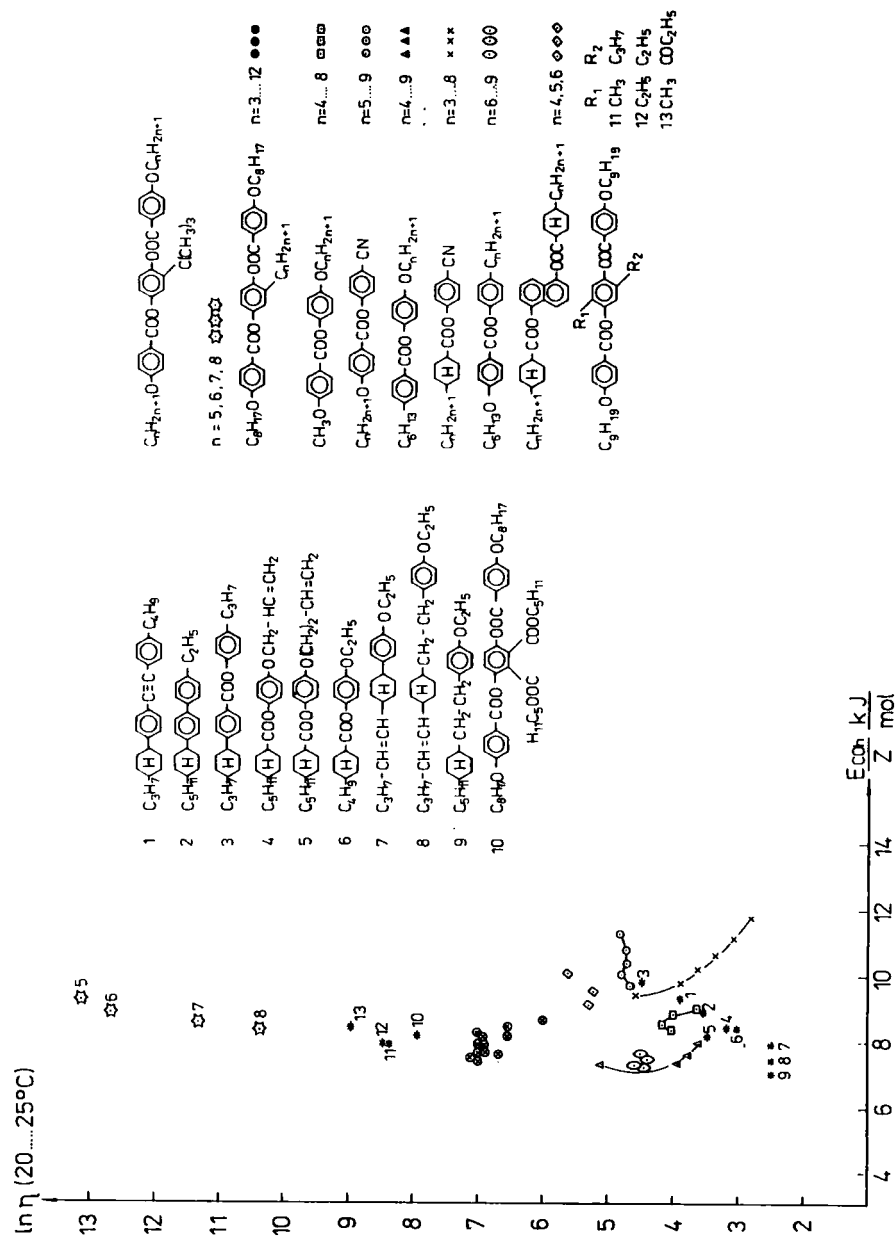 ln η (20....25°C)
13
12
11
10
9
8
7
6
5
4
3
2
4
6
8
10
12
14
Econ kJ
Z mol
5
6
7
8
13
12
11
10
3
1
2
4
5
6
9 8 7
1 C₃H₇-H-C≡C-C₄H₉
2 C₅H₁₁-H-C₂H₅
3 C₃H₇-H-COO-C₃H₇
4 C₅H₁₁-H-COO-OCH₂-HC=CH₂
5 C₅H₁₁-H-COO-O(CH₂)₂-CH=CH₂
6 C₄H₉-H-COO-OC₂H₅
7 C₃H₇-CH=CH-H-OC₂H₅
8 C₃H₇-CH=CH-H-CH₂-CH₂-OC₂H₅
9 C₅H₁₁-H-CH₂-CH₂-OC₂H₅
10 C₈H₁₇O-COO-OOC-OC₈H₁₇
H₁₁C₅OOC COOC₅H₁₁
CₙH₂ₙ₊₁O-COO-OOC-OCₙH₂ₙ₊₁
C(CH₃)₃
n = 5, 6, 7, 8
C₈H₁₇O-COO-OOC-OC₈H₁₇ n=3...12
CₙH₂ₙ₊₁
CH₃O-COO-OCₙH₂ₙ₊₁ n=4...8
CₙH₂ₙ₊₁O-COO-CN n=5...9
C₆H₁₃-COO-OCₙH₂ₙ₊₁ n=4...9
CₙH₂ₙ₊₁-H-COO-CN n=3...8
C₆H₁₃O-COO-CₙH₂ₙ₊₁ n=6...9
CₙH₂ₙ₊₁-H-COO-OOC-H-CₙH₂ₙ₊₁ n=4,5,6
C₉H₁₉O-COO-OOC-OC₉H₁₉
R₁
R₂
R₁ R₂
11 CH₃ C₃H₇
12 C₂H₅ C₂H₅
13 CH₃ COC₂H₅